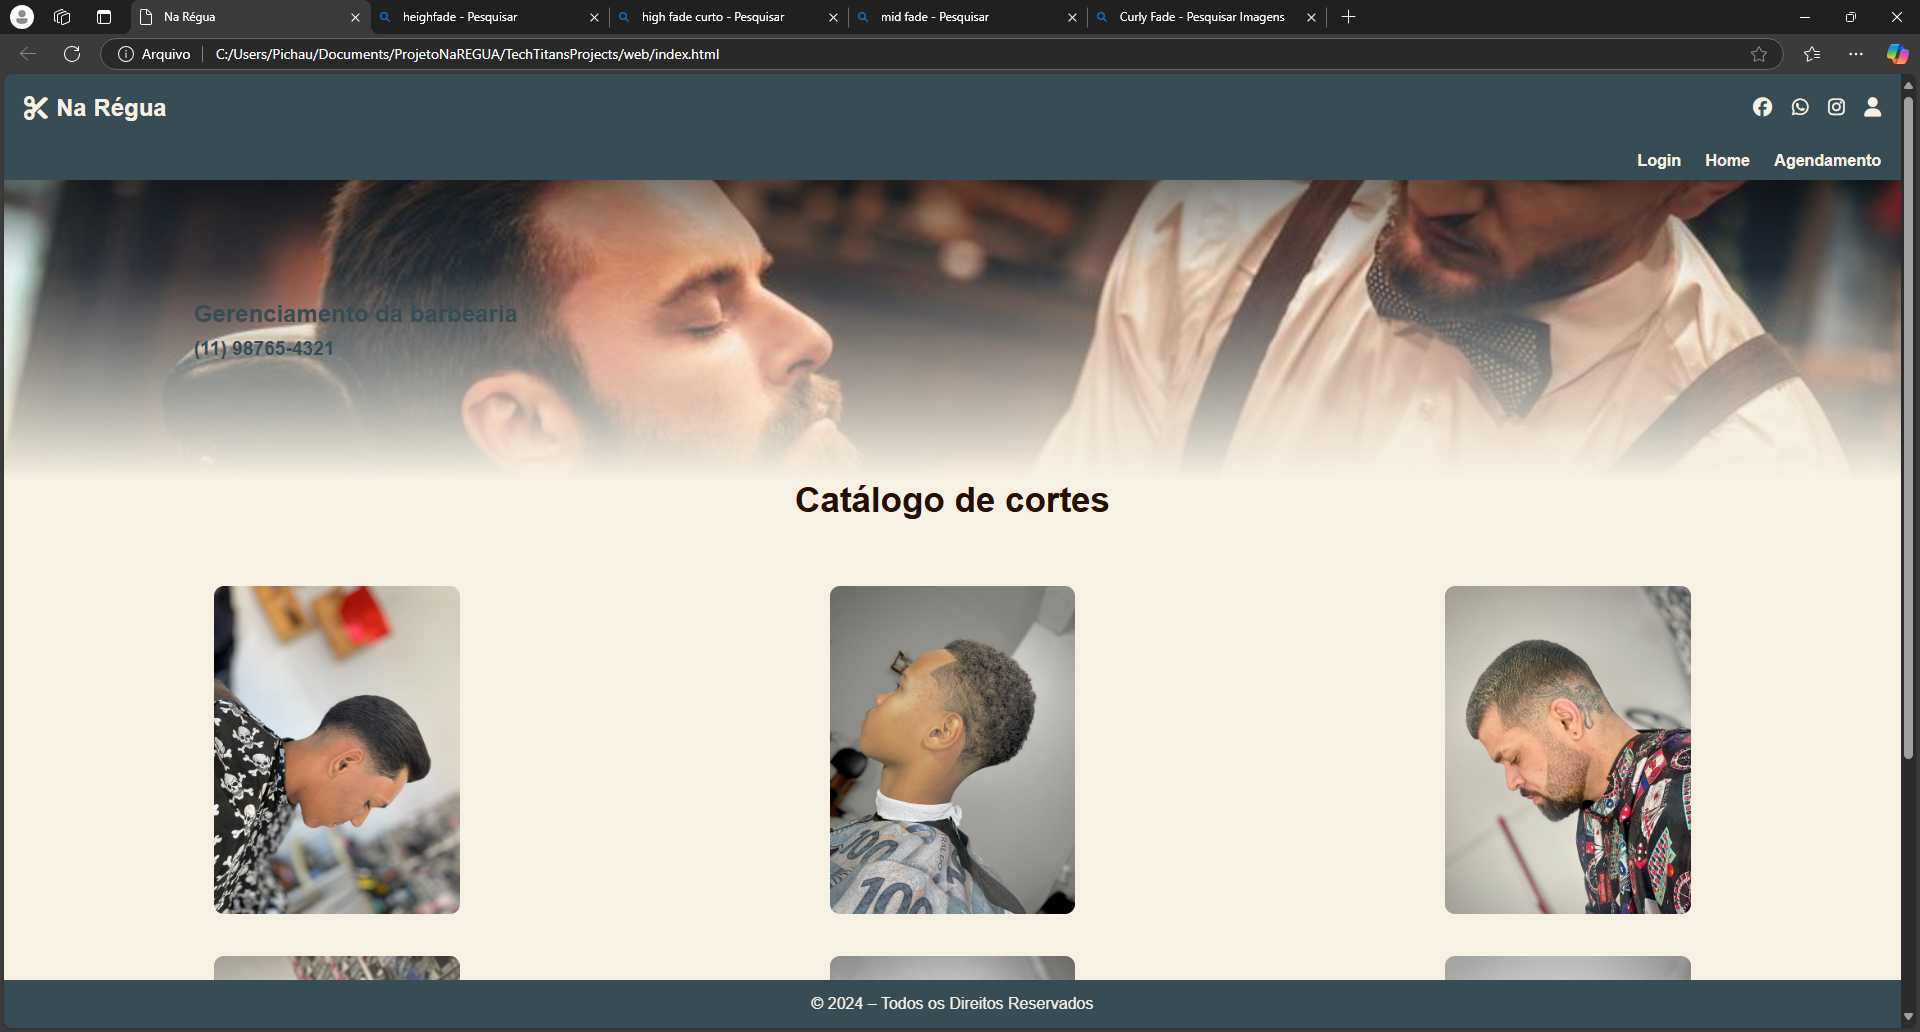 Na Régua
heighfade - Pesquisar
high fade curto - Pesquisar
mid fade - Pesquisar
Curly Fade - Pesquisar Imagens
Arquivo
C:/Users/Pichau/Documents/ProjetoNaREGUA/TechTitansProjects/web/index.html
Na Régua
Login Home Agendamento
Gerenciamento da barbearia
(11) 98765-4321
Catálogo de cortes
100
100
© 2024 – Todos os Direitos Reservados